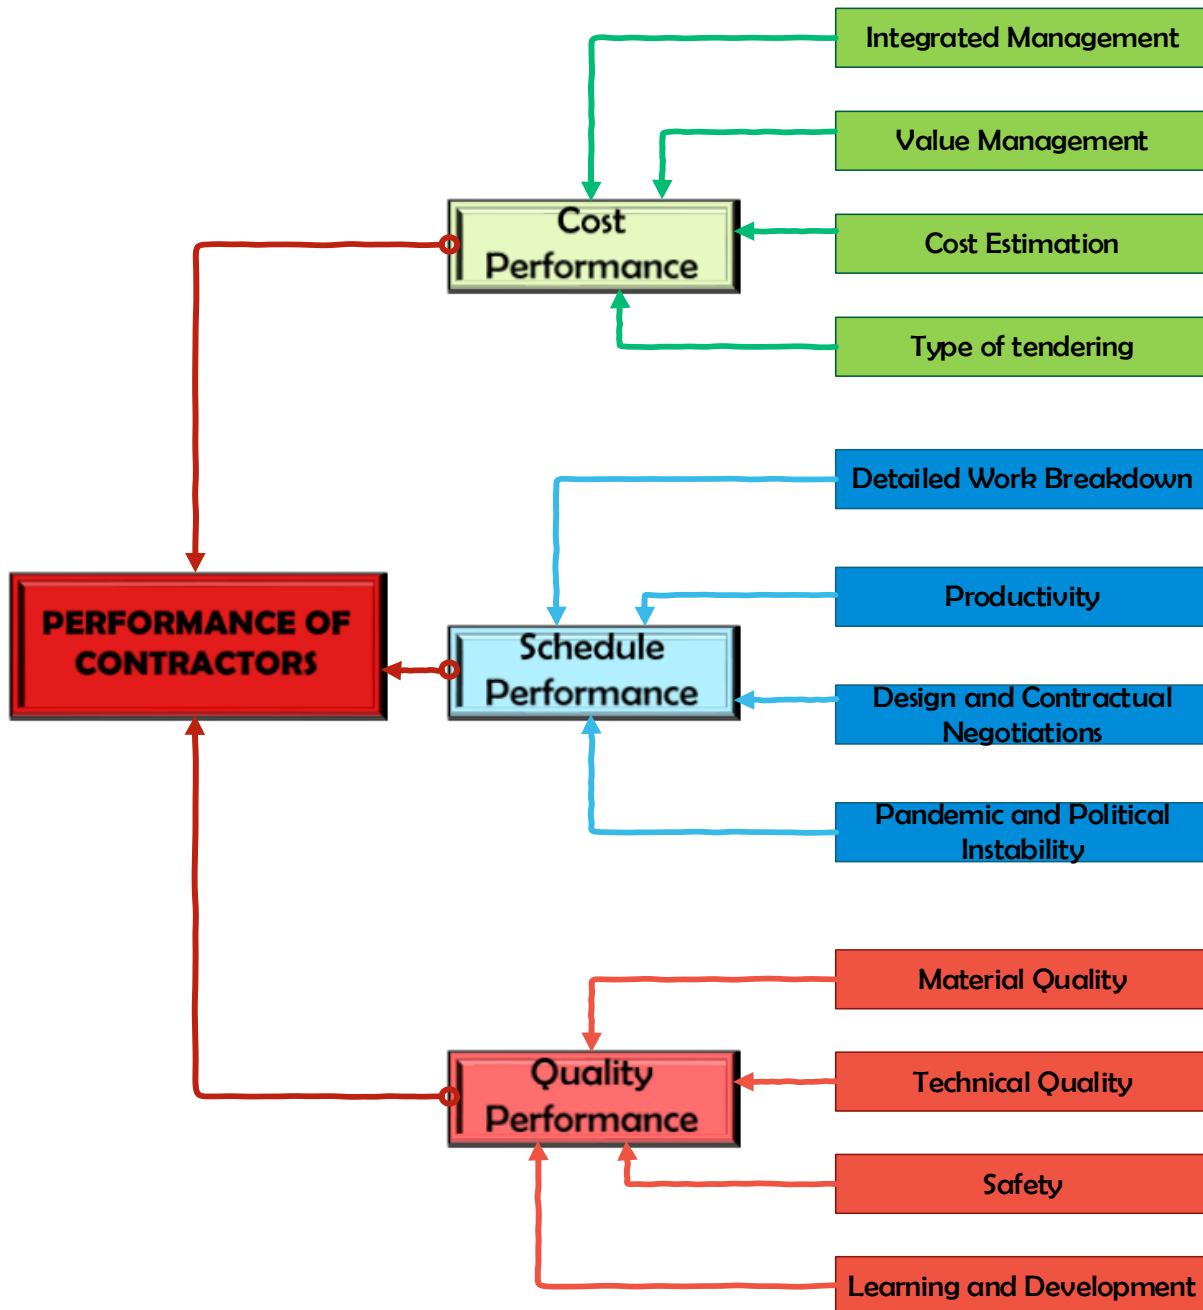 Integrated Management
Value Management
Cost
Performance
Cost Estimation
Type of tendering
Detailed Work Breakdown
Productivity
PERFORMANCE OF
CONTRACTORS
Schedule
Performance
Design and Contractual
Negotiations
Pandemic and Political
Instability
Material Quality
Quality
Performance
Technical Quality
Safety
Learning and Development